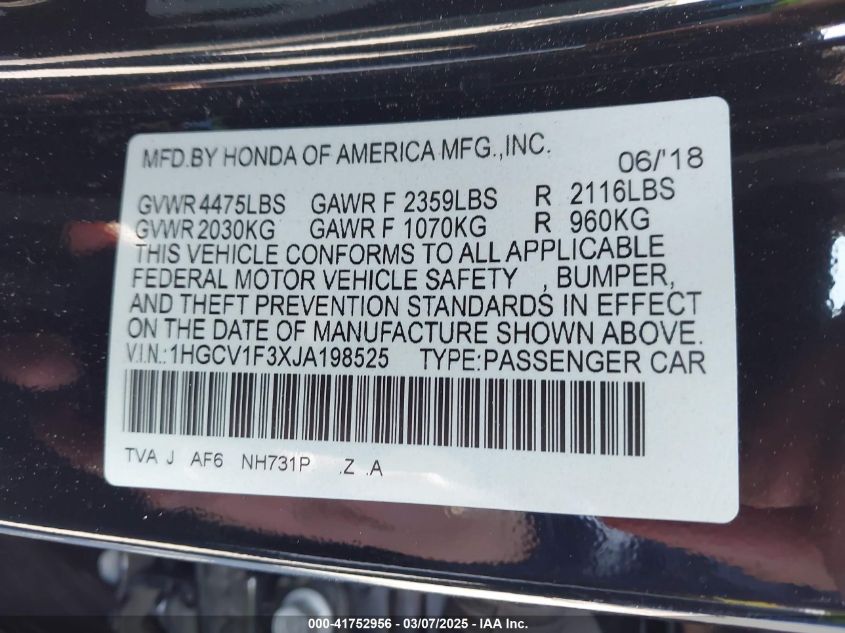 MFD.BY HONDA OF AMERICA MFG.,INC. 06/'18
GVWR 4475LBS GAWR F 2359LBS R 2116LBS
GVWR 2030KG GAWR F 1070KG R 960KG
THIS VEHICLE CONFORMS TO ALL APPLICABLE
FEDERAL MOTOR VEHICLE SAFETY , BUMPER,
AND THEFT PREVENTION STANDARDS IN EFFECT
ON THE DATE OF MANUFACTURE SHOWN ABOVE.
V.I.N.:1HGCV1F3XJA198525 TYPE:PASSENGER CAR
TVA J AF6 NH731P .Z .A
000-41752956 - 03/07/2025 - IAAI US, Inc.